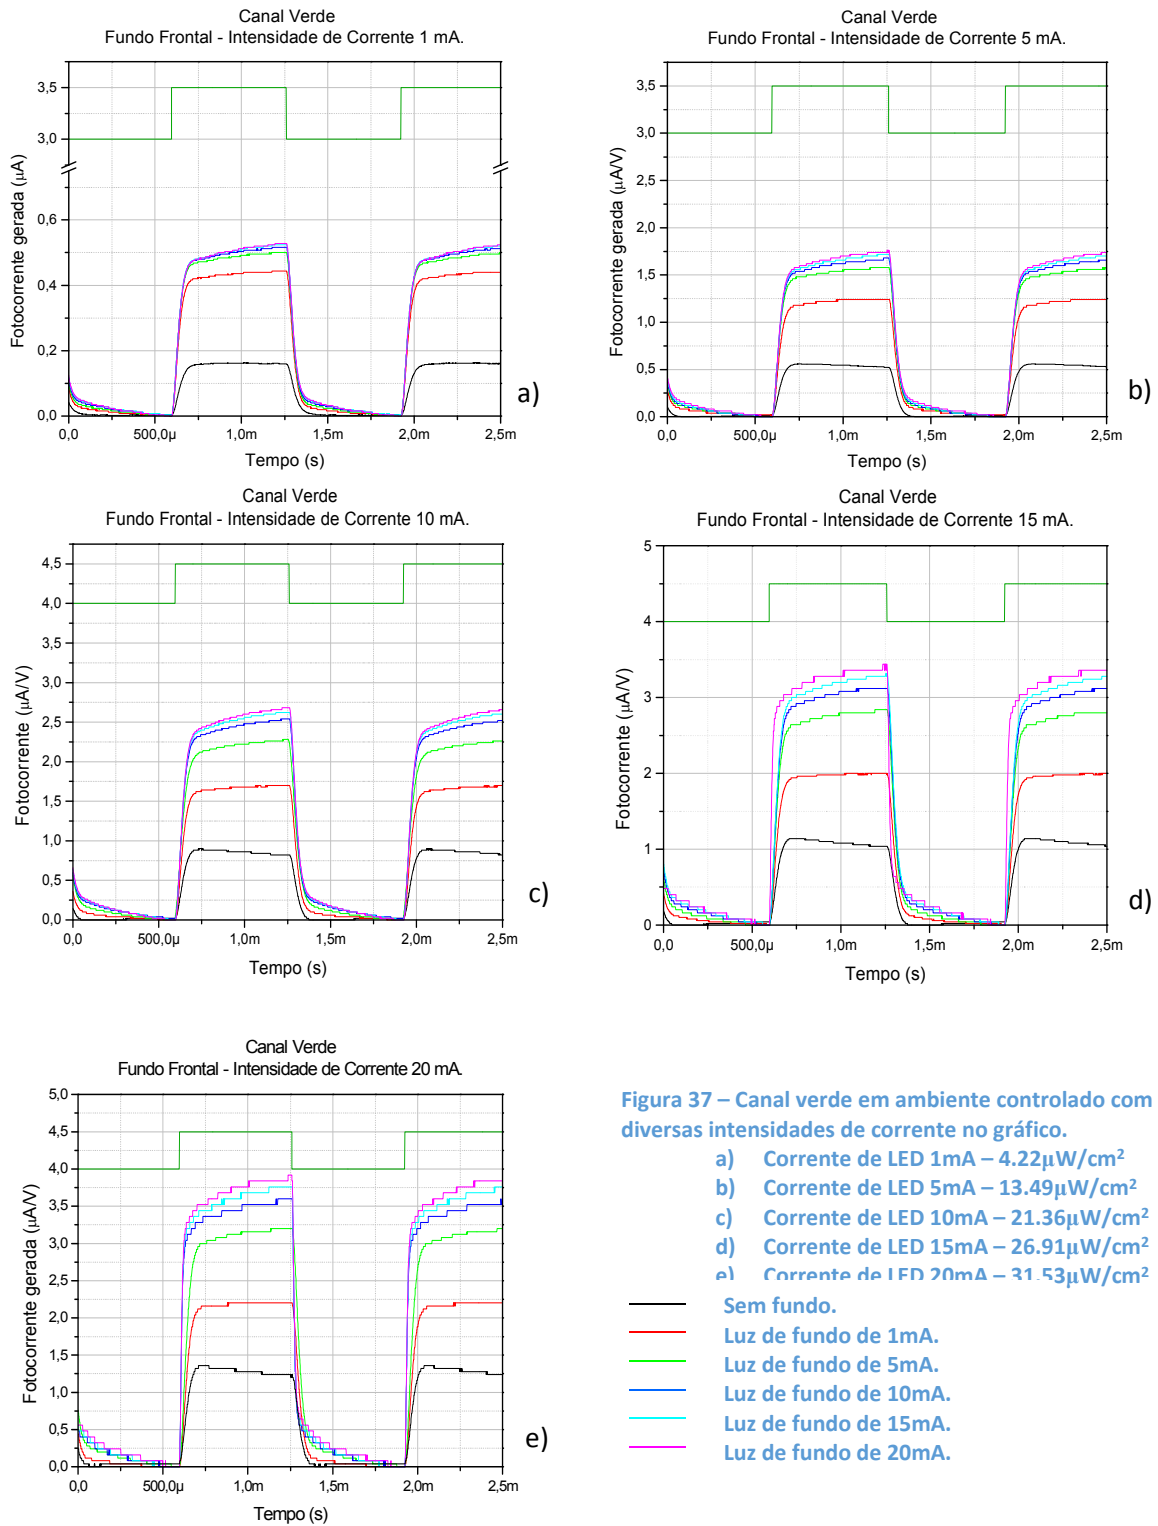 Canal Verde
Fundo Frontal - Intensidade de Corrente 1 mA.
3,5
3,0
0,6
0,4
0,2
0,0
Fotocorrente gerada (µA)
0,0 500,0µ 1,0m 1,5m 2,0m 2,5m
Tempo (s)
a)
Canal Verde
Fundo Frontal - Intensidade de Corrente 5 mA.
3,5
3,0
2,5
2,0
1,5
1,0
0,5
0,0
Fotocorrente gerada (µA/V)
0,0 500,0µ 1,0m 1,5m 2,0m 2,5m
Tempo (s)
b)
Canal Verde
Fundo Frontal - Intensidade de Corrente 10 mA.
4,5
4,0
3,5
3,0
2,5
2,0
1,5
1,0
0,5
0,0
Fotocorrente (µA/V)
0,0 500,0µ 1,0m 1,5m 2,0m 2,5m
Tempo (s)
c)
Canal Verde
Fundo Frontal - Intensidade de Corrente 15 mA.
5
4
3
2
1
0
Fotocorrente (µA/V)
0,0 500,0µ 1,0m 1,5m 2,0m 2,5m
Tempo (s)
d)
Canal Verde
Fundo Frontal - Intensidade de Corrente 20 mA.
5,0
4,5
4,0
3,5
3,0
2,5
2,0
1,5
1,0
0,5
0,0
Fotocorrente gerada (µA/V)
0,0 500,0µ 1,0m 1,5m 2,0m 2,5m
Tempo (s)
e)
Figura 37 – Canal verde em ambiente controlado com
diversas intensidades de corrente no gráfico.
a) Corrente de LED 1mA – 4.22µW/cm²
b) Corrente de LED 5mA – 13.49µW/cm²
c) Corrente de LED 10mA – 21.36µW/cm²
d) Corrente de LED 15mA – 26.91µW/cm²
e) Corrente de LED 20mA – 31.53µW/cm²
Sem fundo.
Luz de fundo de 1mA.
Luz de fundo de 5mA.
Luz de fundo de 10mA.
Luz de fundo de 15mA.
Luz de fundo de 20mA.